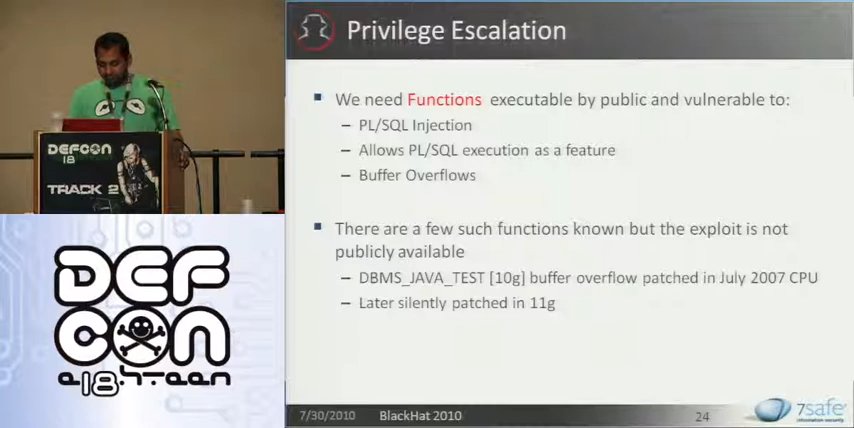 Privilege Escalation
We need Functions executable by public and vulnerable to:
– PL/SQL Injection
– Allows PL/SQL execution as a feature
– Buffer Overflows
There are a few such functions known but the exploit is not
publicly available
– DBMS_JAVA_TEST [10g] buffer overflow patched in July 2007 CPU
– Later silently patched in 11g
7/30/2010 BlackHat 2010 24
7safe
information security
DEFCON
18
TRACK 2
DEF
CON
e18hteen